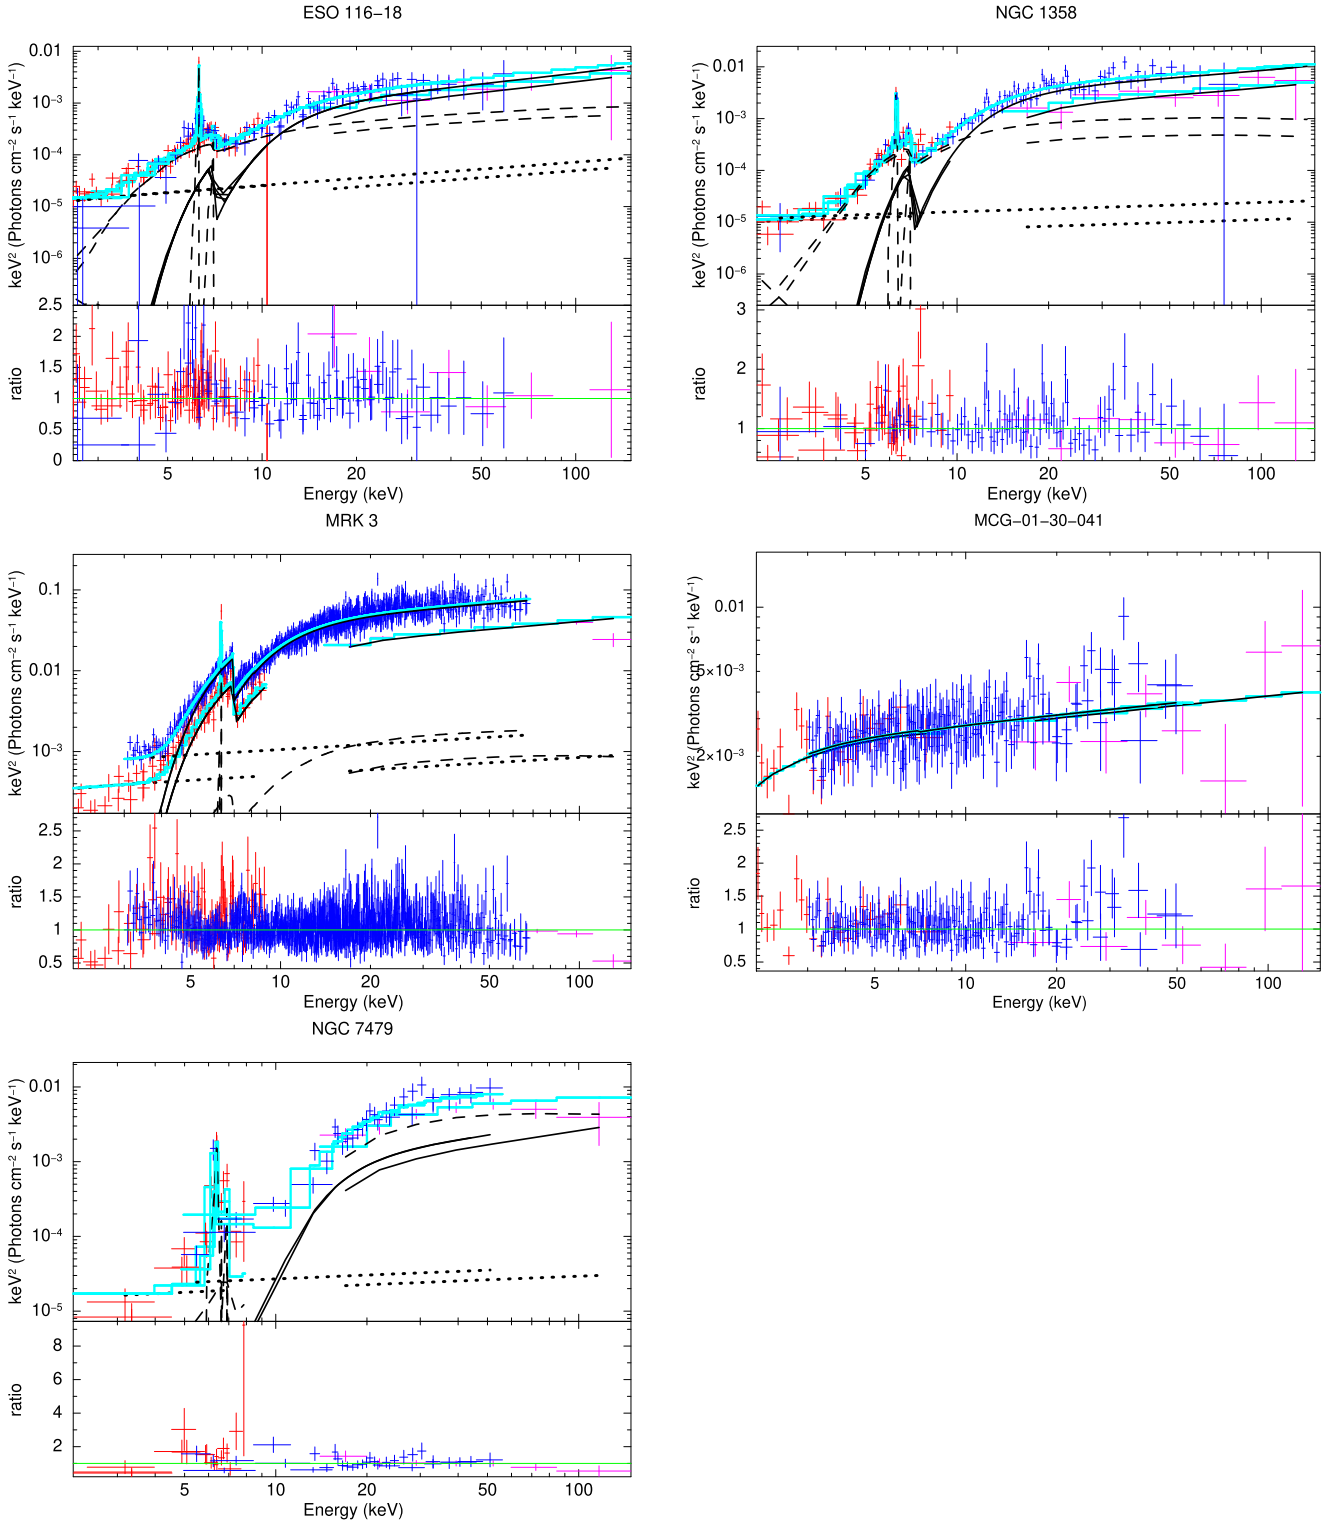 ESO 116−18
keV² (Photons cm⁻² s⁻¹ keV⁻¹)
0.01
10⁻³
10⁻⁴
10⁻⁵
10⁻⁶
ratio
2.5
2
1.5
1
0.5
0
5 10 20 50 100
Energy (keV)
NGC 1358
keV² (Photons cm⁻² s⁻¹ keV⁻¹)
0.01
10⁻³
10⁻⁴
10⁻⁵
10⁻⁶
ratio
3
2
1
5 10 20 50 100
Energy (keV)
MRK 3
keV² (Photons cm⁻² s⁻¹ keV⁻¹)
0.1
0.01
10⁻³
ratio
2.5
2
1.5
1
0.5
5 10 20 50 100
Energy (keV)
MCG−01−30−041
keV² (Photons cm⁻² s⁻¹ keV⁻¹)
0.01
5×10⁻³
2×10⁻³
ratio
2.5
2
1.5
1
0.5
5 10 20 50 100
Energy (keV)
NGC 7479
keV² (Photons cm⁻² s⁻¹ keV⁻¹)
0.01
10⁻³
10⁻⁴
10⁻⁵
ratio
8
6
4
2
5 10 20 50 100
Energy (keV)